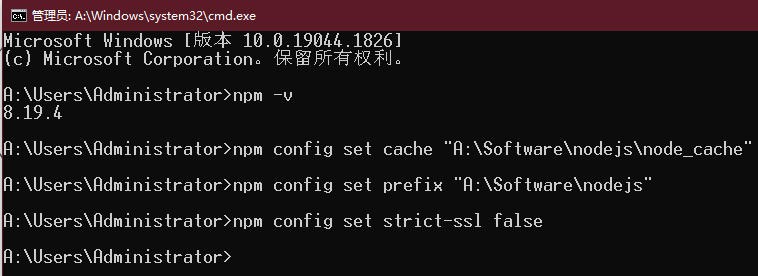 管理员: A:\Windows\system32\cmd.exe
Microsoft Windows [版本 10.0.19044.1826]
(c) Microsoft Corporation。保留所有权利。
A:\Users\Administrator>npm -v
8.19.4
A:\Users\Administrator>npm config set cache "A:\Software\nodejs\node_cache"
A:\Users\Administrator>npm config set prefix "A:\Software\nodejs"
A:\Users\Administrator>npm config set strict-ssl false
A:\Users\Administrator>